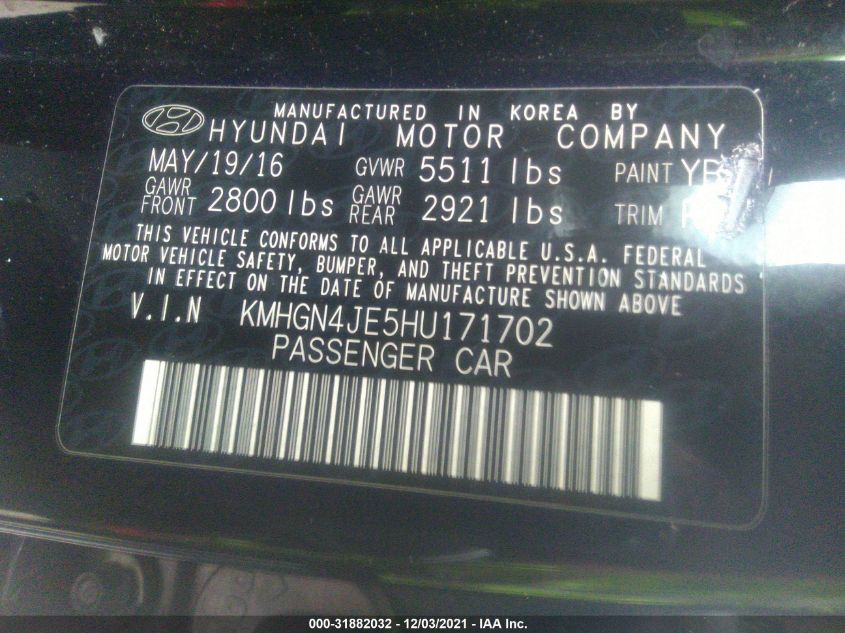 MANUFACTURED IN KOREA BY
HYUNDAI MOTOR COMPANY
MAY/19/16 GVWR 5511 lbs PAINT
GAWR FRONT 2800 lbs GAWR REAR 2921 lbs TRIM
THIS VEHICLE CONFORMS TO ALL APPLICABLE U.S.A. FEDERAL
MOTOR VEHICLE SAFETY, BUMPER, AND THEFT PREVENTION STANDARDS
IN EFFECT ON THE DATE OF MANUFACTURE SHOWN ABOVE
V.I.N KMHGN4JE5HU171702
PASSENGER CAR
000-31882032 - 12/03/2021 - IAA Inc.